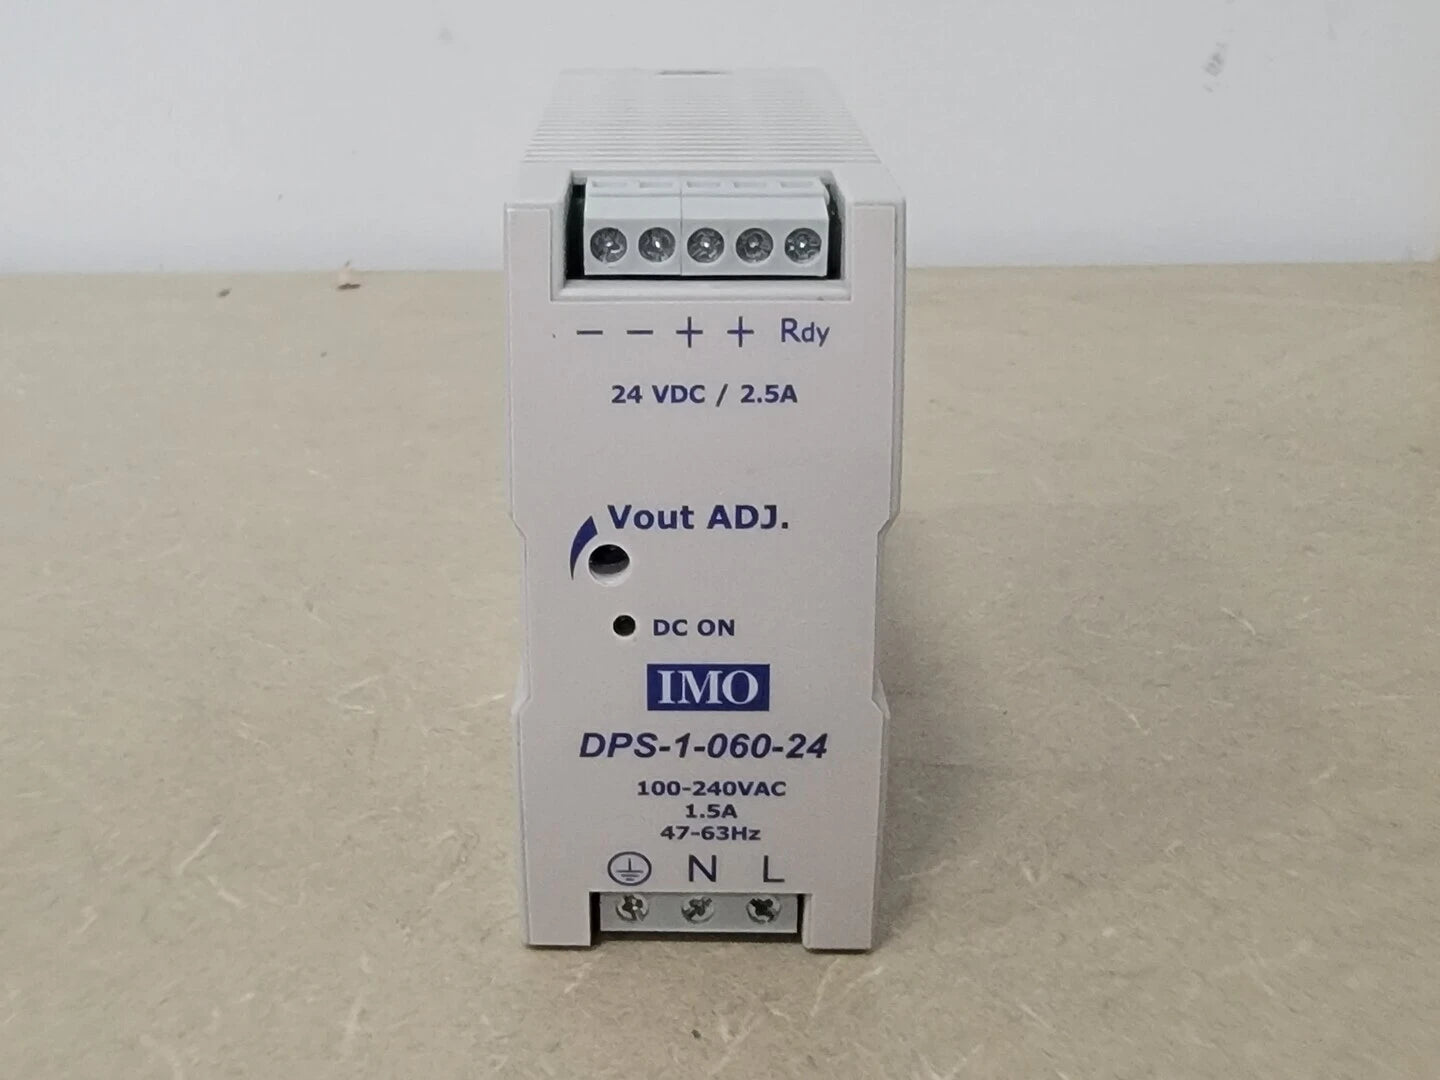 − − + + Rdy
24 VDC / 2.5A
Vout ADJ.
DC ON
IMO
DPS-1-060-24
100-240VAC
1.5A
47-63Hz
⏚ N L